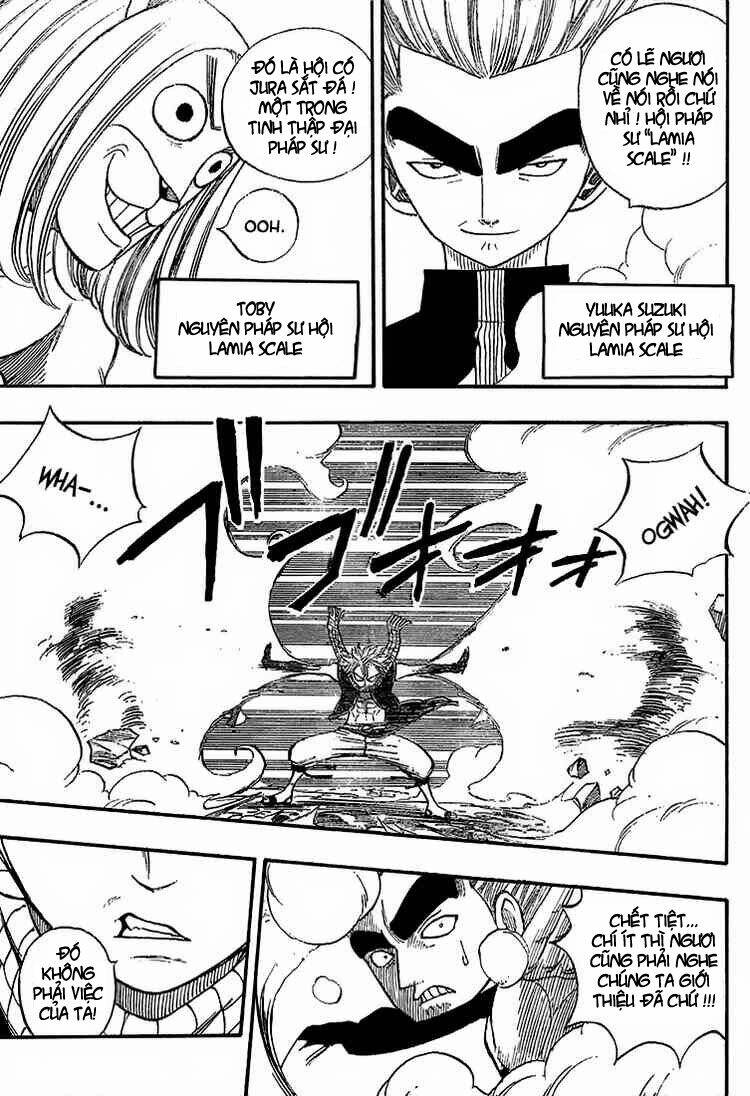 CÓ LẼ NGƯƠI
CŨNG NGHE NÓI
VỀ NÓI RỒI CHỨ
NHỈ ! HỘI PHÁP
SƯ "LAMIA
SCALE" !!
YUUKA SUZUKI
NGUYÊN PHÁP SƯ HỘI
LAMIA SCALE
ĐÓ LÀ HỘI CÓ
JURA SẮT ĐÁ !
MỘT TRONG
TINH THẬP ĐẠI
PHÁP SƯ !
OOH.
TOBY
NGUYÊN PHÁP SƯ HỘI
LAMIA SCALE
OGWAH!
WHA-...
ブゴオオオ
CHẾT TIỆT...
CHÍ ÍT THÌ NGƯƠI
CŨNG PHẢI NGHE
CHÚNG TA GIỚI
THIỆU ĐÃ CHỨ !!!
ĐÓ
KHÔNG
PHẢI VIỆC
CỦA TA!